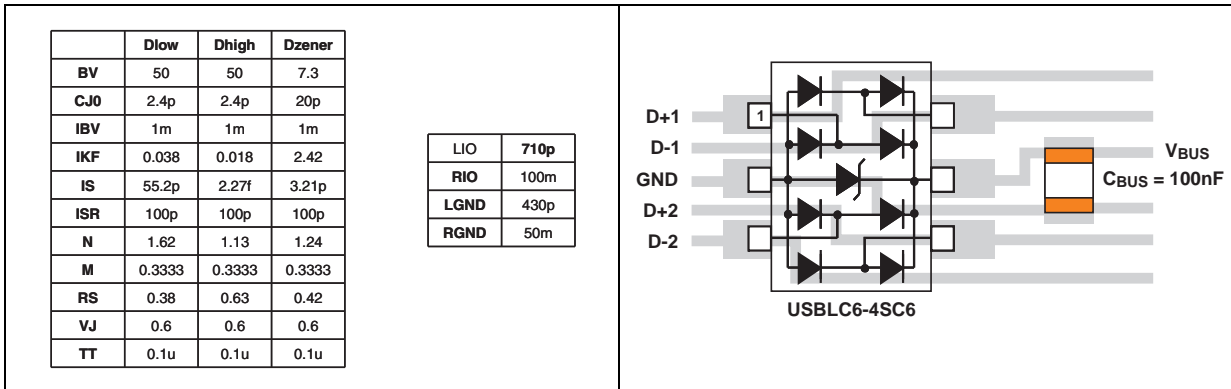 Dlow Dhigh Dzener
BV 50 50 7.3
CJ0 2.4p 2.4p 20p
IBV 1m 1m 1m
IKF 0.038 0.018 2.42
IS 55.2p 2.27f 3.21p
ISR 100p 100p 100p
N 1.62 1.13 1.24
M 0.3333 0.3333 0.3333
RS 0.38 0.63 0.42
VJ 0.6 0.6 0.6
TT 0.1u 0.1u 0.1u
LIO 710p
RIO 100m
LGND 430p
RGND 50m
D+1
1
D-1
GND
D+2
D-2
VBUS
CBUS = 100nF
USBLC6-4SC6